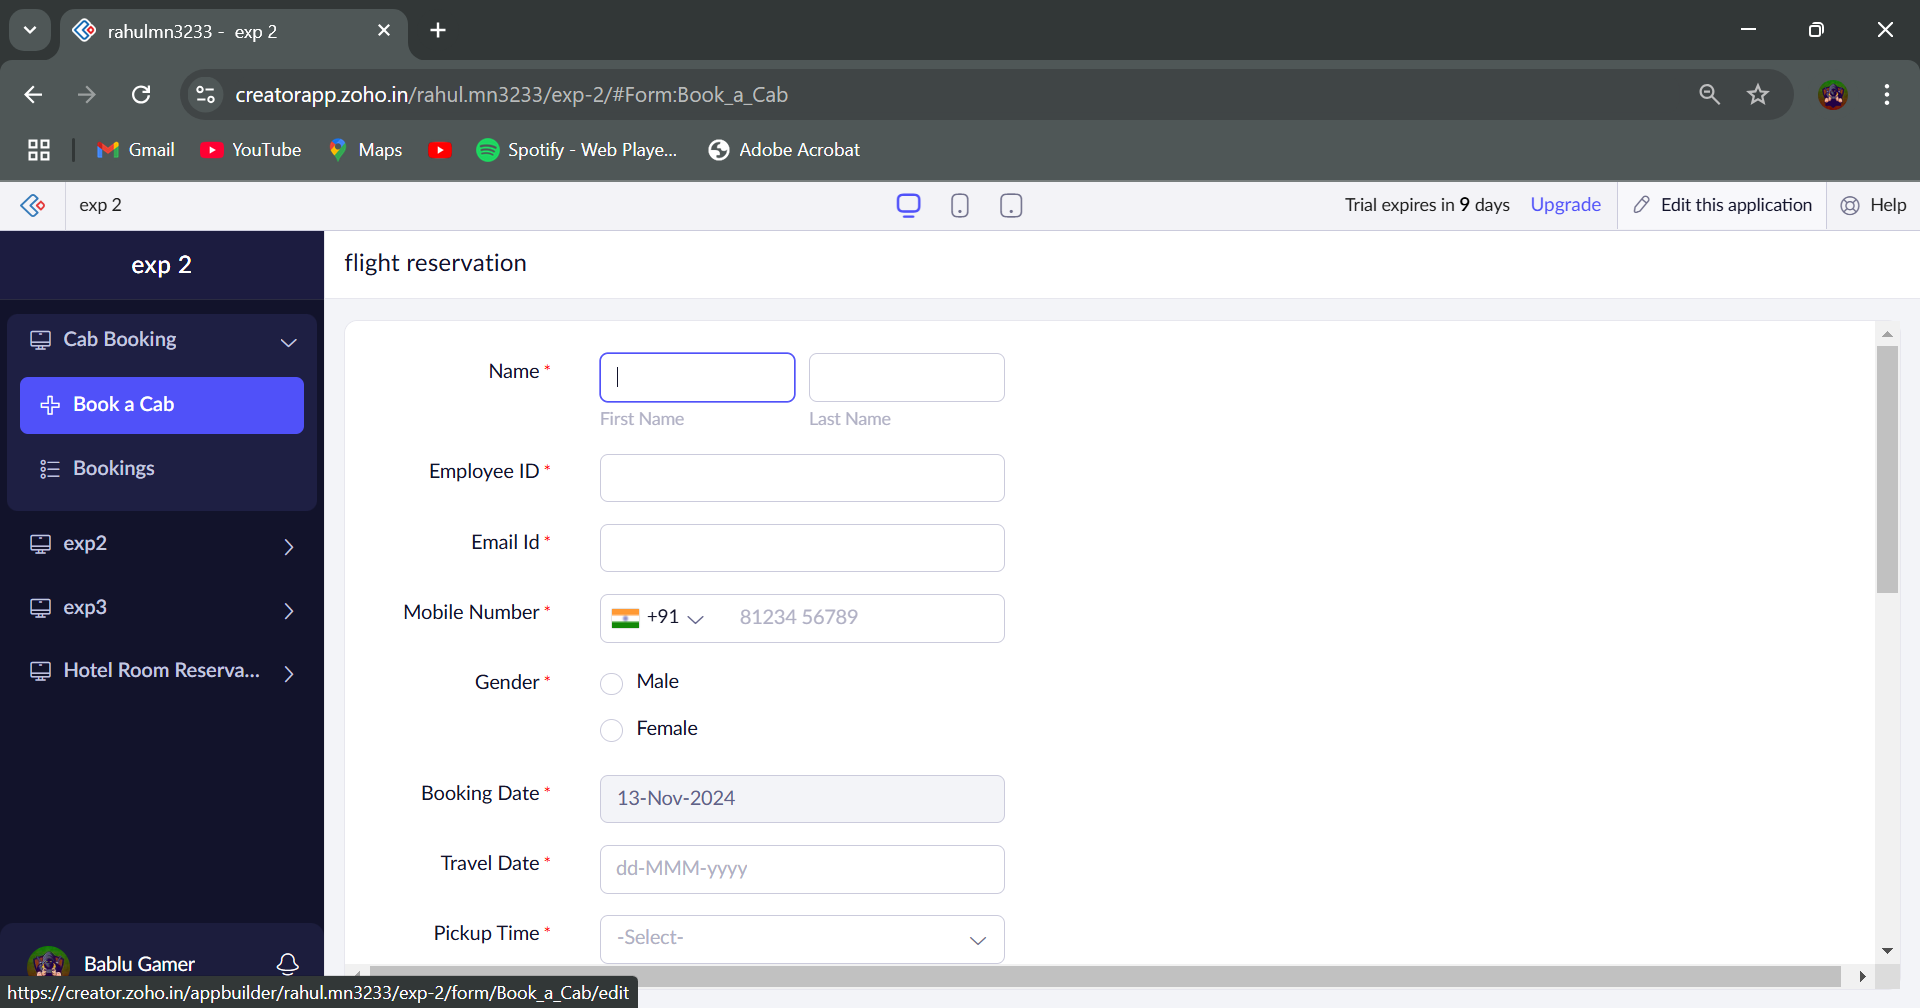 rahulmn3233 - exp 2
creatorapp.zoho.in/rahul.mn3233/exp-2/#Form:Book_a_Cab
Gmail YouTube Maps Spotify - Web Playe... Adobe Acrobat
exp 2 Trial expires in 9 days Upgrade Edit this application Help
exp 2
flight reservation
Cab Booking
Book a Cab
Bookings
exp2
exp3
Hotel Room Reserva...
Bablu Gamer
Name *
First Name Last Name
Employee ID *
Email Id *
Mobile Number * +91 81234 56789
Gender * Male
Female
Booking Date * 13-Nov-2024
Travel Date * dd-MMM-yyyy
Pickup Time * -Select-
https://creator.zoho.in/appbuilder/rahul.mn3233/exp-2/form/Book_a_Cab/edit